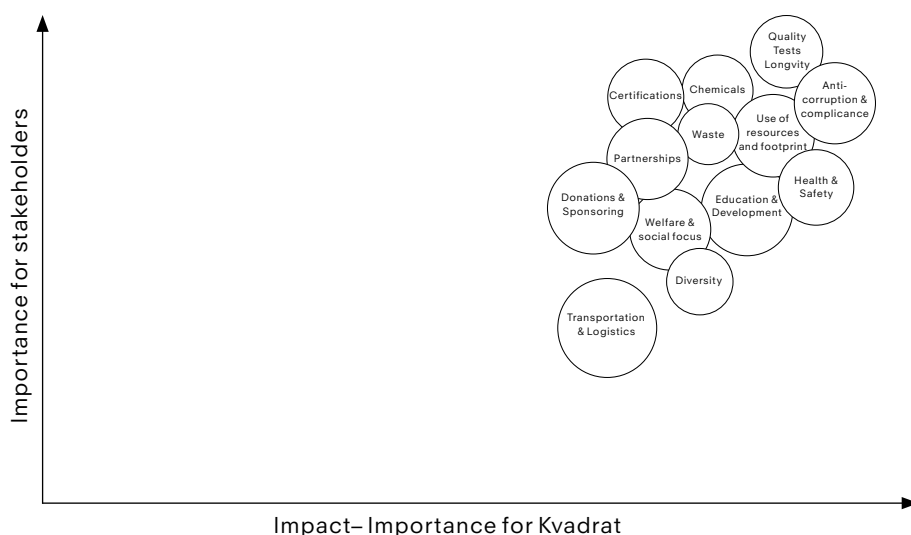 Importance for stakeholders
Quality
Tests
Longvity
Certifications
Chemicals
Anti-
corruption &
complicance
Waste
Use of
resources
and footprint
Partnerships
Health &
Safety
Donations &
Sponsoring
Education &
Development
Welfare &
social focus
Diversity
Transportation
& Logistics
Impact– Importance for Kvadrat